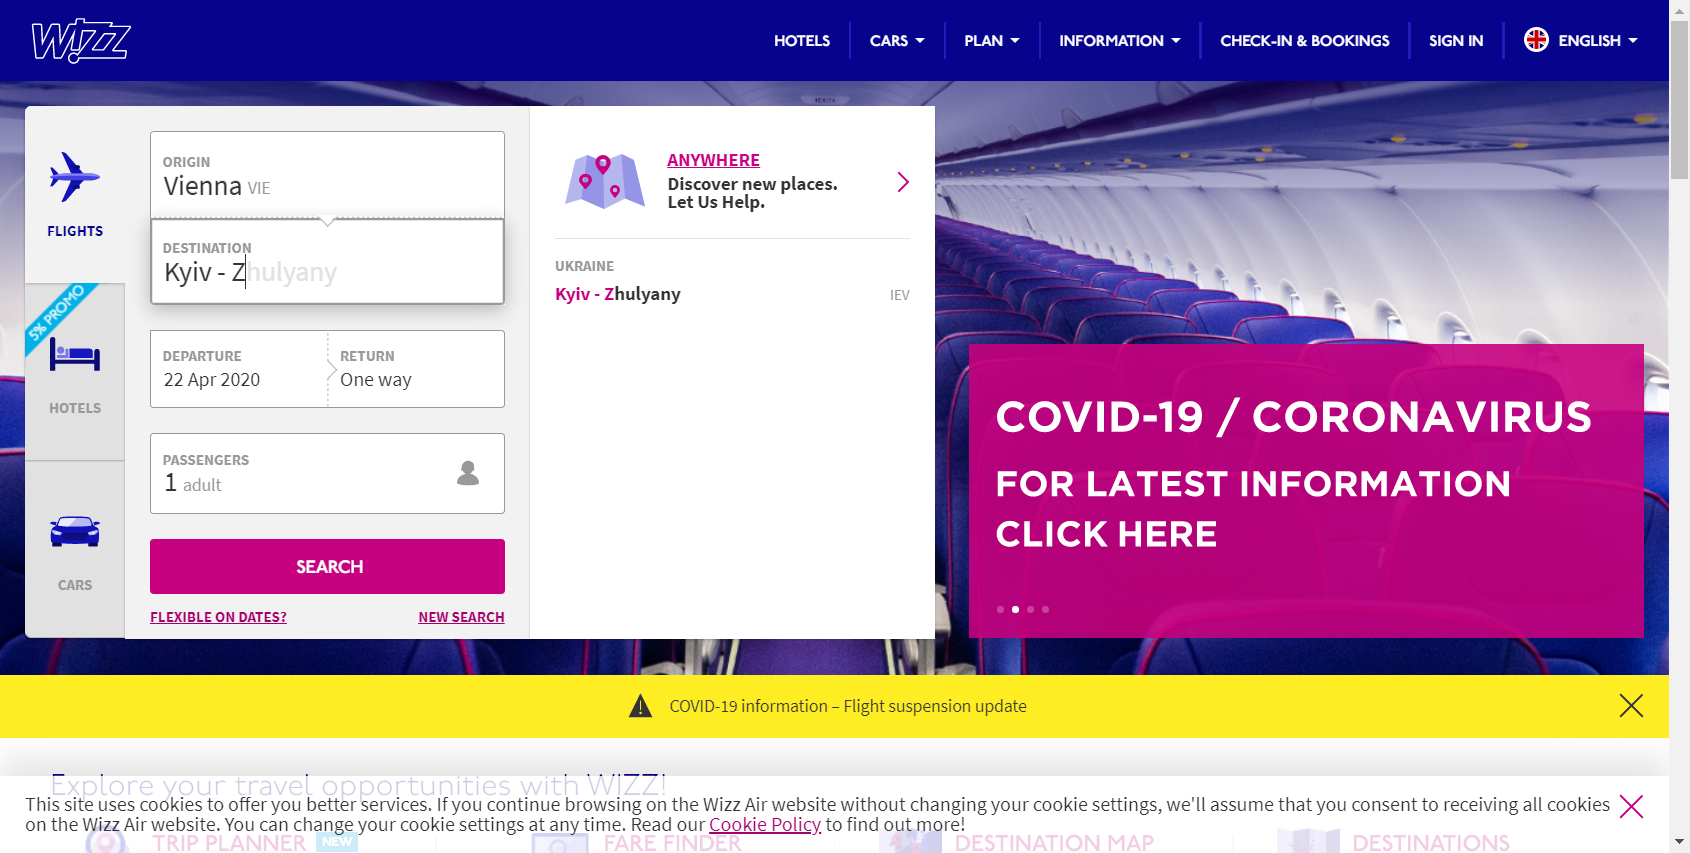 WIZZ
HOTELS
CARS
PLAN
INFORMATION
CHECK-IN & BOOKINGS
SIGN IN
ENGLISH
FLIGHTS
5% PROMO
HOTELS
CARS
ORIGIN
Vienna VIE
DESTINATION
Kyiv - Zhulyany
DEPARTURE
22 Apr 2020
RETURN
One way
PASSENGERS
1 adult
SEARCH
FLEXIBLE ON DATES?
NEW SEARCH
ANYWHERE
Discover new places.
Let Us Help.
UKRAINE
Kyiv - Zhulyany IEV
EXIT
COVID-19 / CORONAVIRUS
FOR LATEST INFORMATION
CLICK HERE
COVID-19 information – Flight suspension update
Explore your travel opportunities with WIZZ!
This site uses cookies to offer you better services. If you continue browsing on the Wizz Air website without changing your cookie settings, we'll assume that you consent to receiving all cookies
on the Wizz Air website. You can change your cookie settings at any time. Read our Cookie Policy to find out more!
TRIP PLANNER NEW
FARE FINDER
DESTINATION MAP
DESTINATIONS